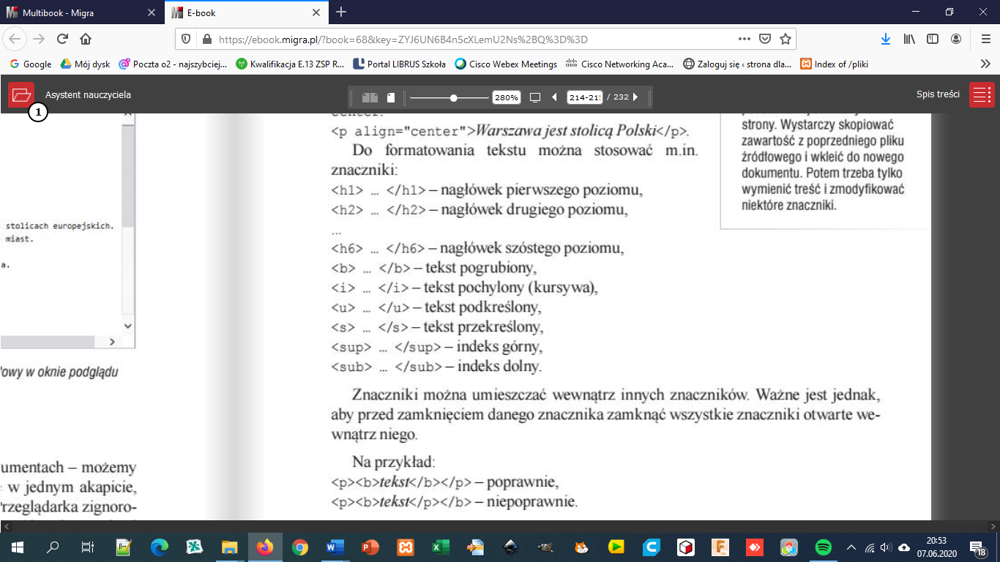 Multibook - Migra
E-book
https://ebook.migra.pl/?book=68&key=ZYJ6UN6B4n5cXLemU2Ns%2BQ%3D%3D
Google
Mój dysk
Poczta o2 - najszybciej...
Kwalifikacja E.13 ZSP R...
Portal LIBRUS Szkoła
Cisco Webex Meetings
Cisco Networking Aca...
Zaloguj się ‹ strona dla...
Index of /pliki
Asystent nauczyciela
1
280%
214-21
/ 232
Spis treści
stolicach europejskich.
miast.
a.
owy w oknie podglądu
umentach – możemy
w jednym akapicie,
rzeglądarka zignoro-
center:
<p align="center">Warszawa jest stolicą Polski</p>.
Do formatowania tekstu można stosować m.in.
znaczniki:
<h1> … </h1> – nagłówek pierwszego poziomu,
<h2> … </h2> – nagłówek drugiego poziomu,
...
<h6> … </h6> – nagłówek szóstego poziomu,
<b> … </b> – tekst pogrubiony,
<i> … </i> – tekst pochylony (kursywa),
<u> … </u> – tekst podkreślony,
<s> … </s> – tekst przekreślony,
<sup> … </sup> – indeks górny,
<sub> … </sub> – indeks dolny.
Znaczniki można umieszczać wewnątrz innych znaczników. Ważne jest jednak,
aby przed zamknięciem danego znacznika zamknąć wszystkie znaczniki otwarte we-
wnątrz niego.
Na przykład:
<p><b>tekst</b></p> – poprawnie,
<p><b>tekst</p></b> – niepoprawnie.
strony. Wystarczy skopiować
zawartość z poprzedniego pliku
źródłowego i wkleić do nowego
dokumentu. Potem trzeba tylko
wymienić treść i zmodyfikować
niektóre znaczniki.
20:53
07.06.2020
18